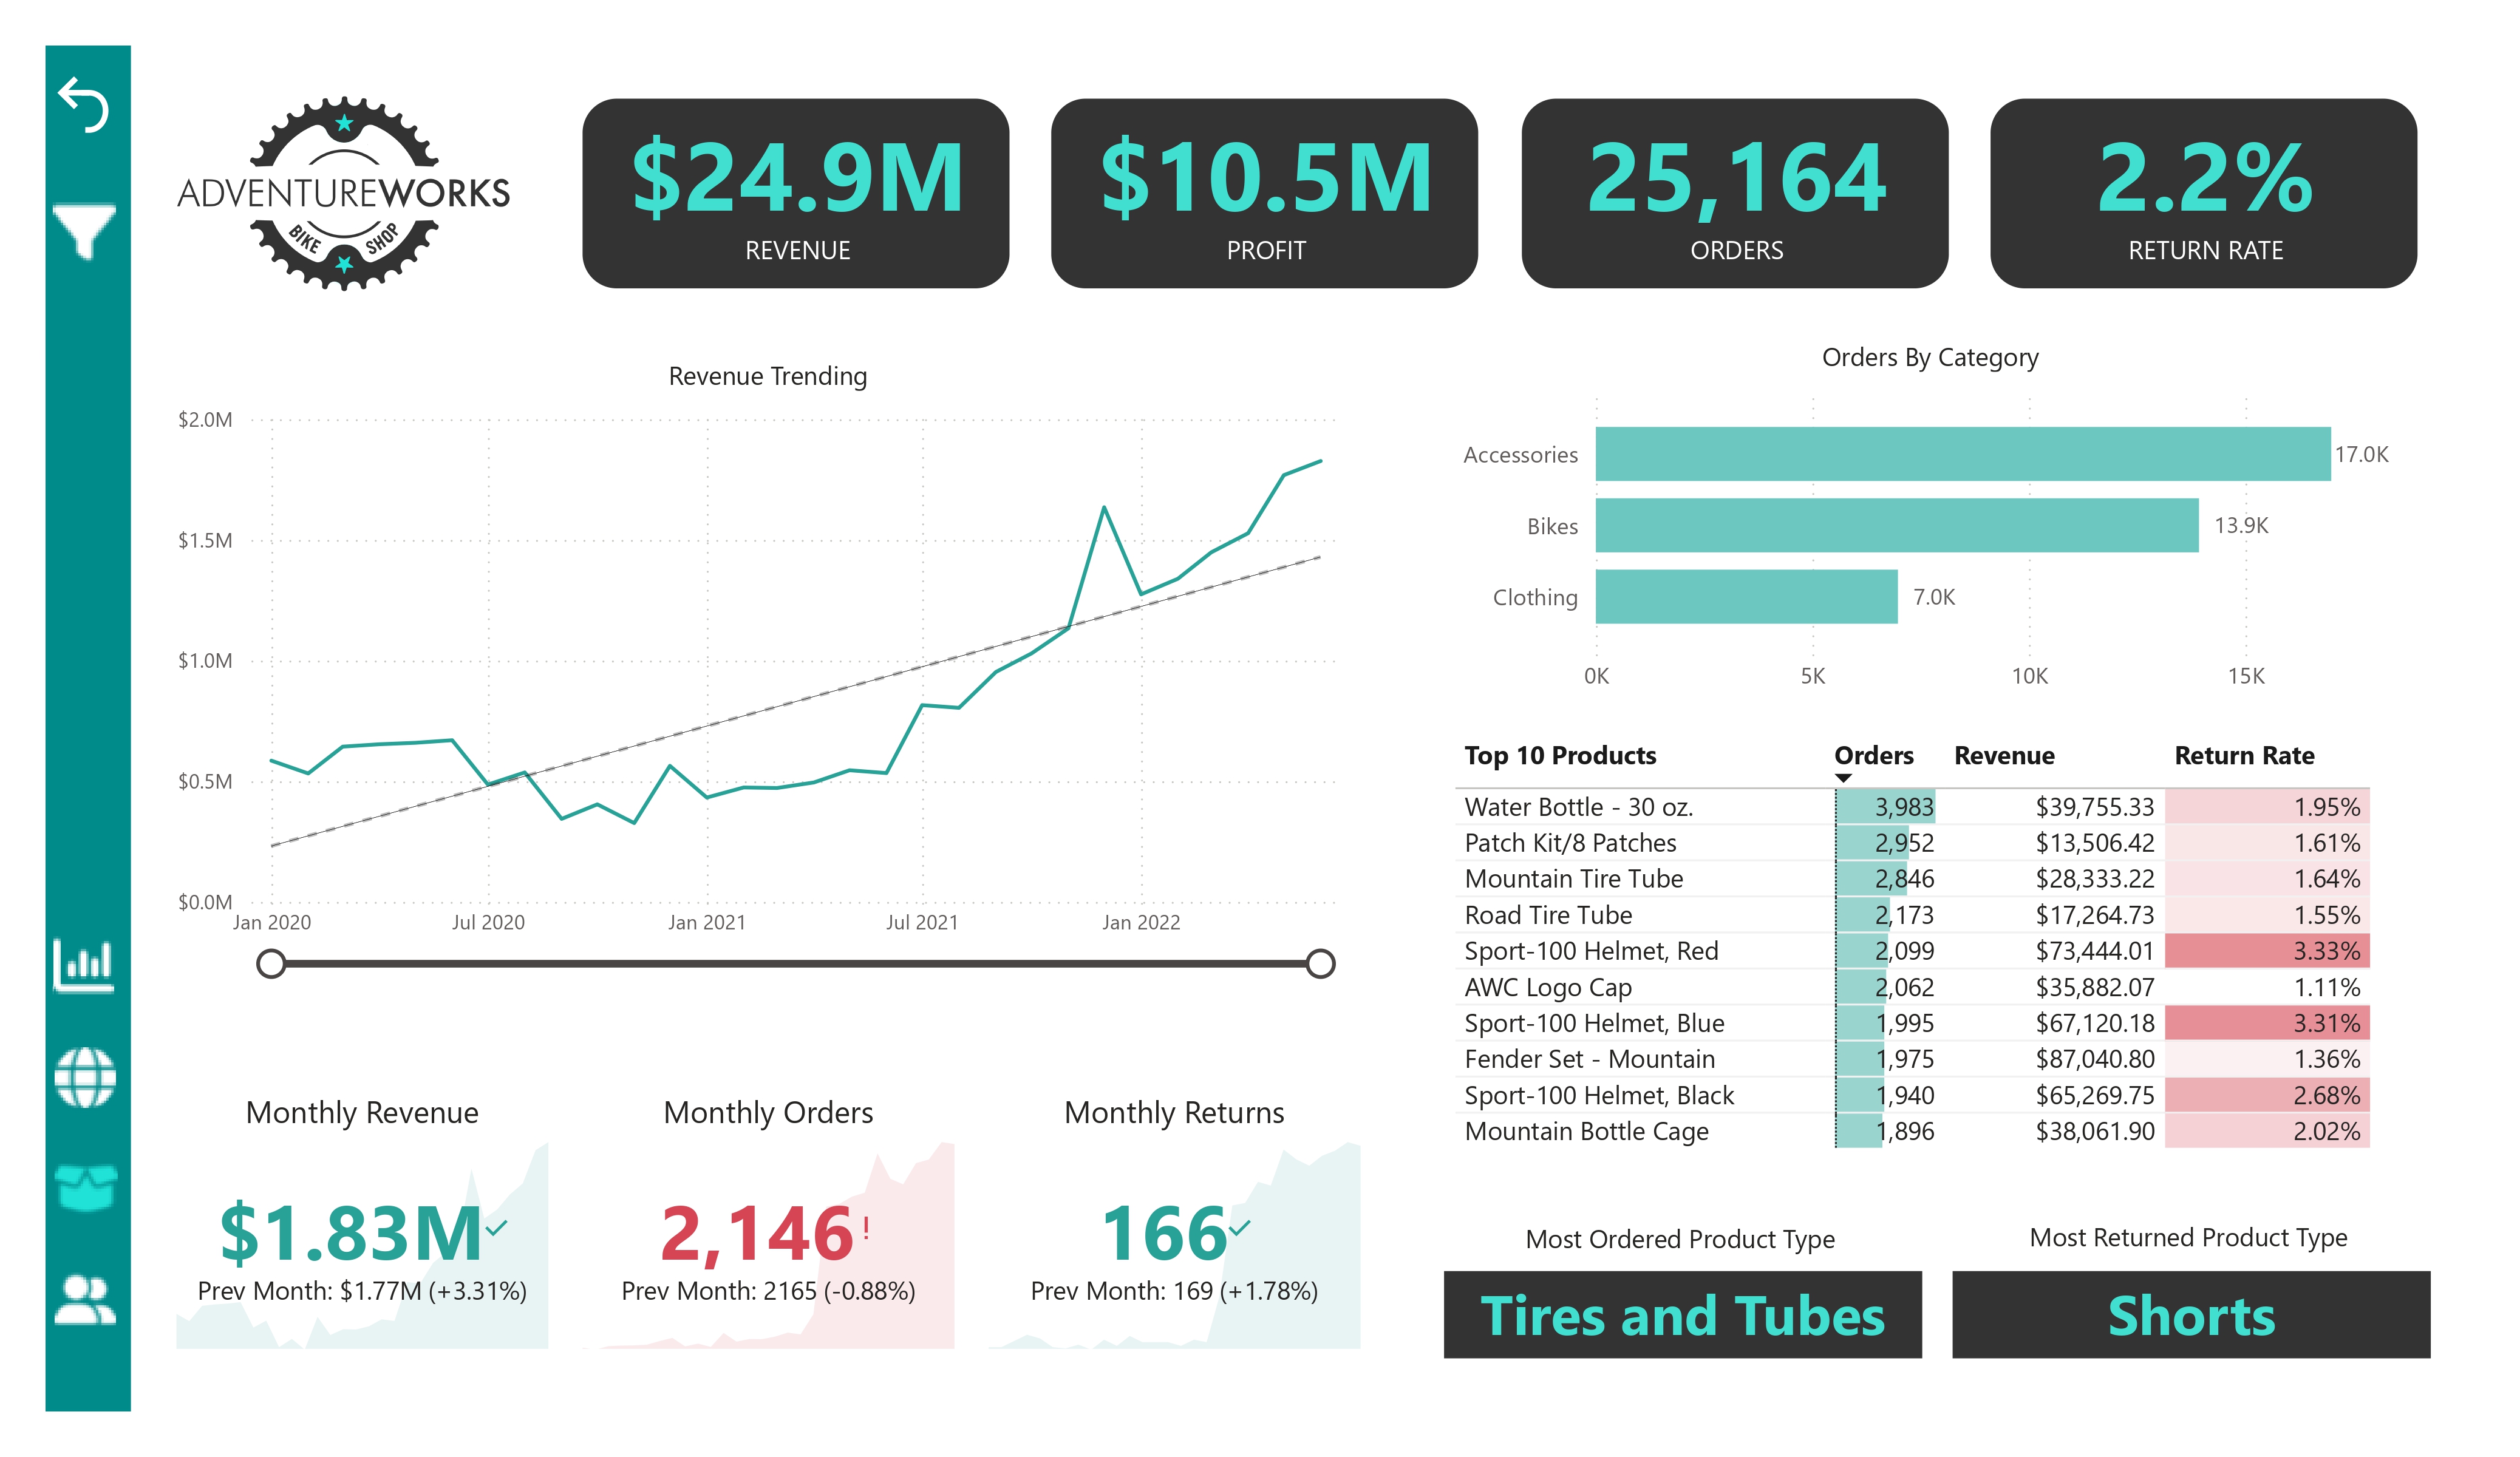 ADVENTUREWORKS
BIKE SHOP
$24.9M
REVENUE
$10.5M
PROFIT
25,164
ORDERS
2.2%
RETURN RATE
Revenue Trending
$2.0M
$1.5M
$1.0M
$0.5M
$0.0M
Jan 2020 Jul 2020 Jan 2021 Jul 2021 Jan 2022
Orders By Category
Accessories 17.0K
Bikes 13.9K
Clothing 7.0K
0K 5K 10K 15K
Top 10 Products Orders Revenue Return Rate
Water Bottle - 30 oz. 3,983 $39,755.33 1.95%
Patch Kit/8 Patches 2,952 $13,506.42 1.61%
Mountain Tire Tube 2,846 $28,333.22 1.64%
Road Tire Tube 2,173 $17,264.73 1.55%
Sport-100 Helmet, Red 2,099 $73,444.01 3.33%
AWC Logo Cap 2,062 $35,882.07 1.11%
Sport-100 Helmet, Blue 1,995 $67,120.18 3.31%
Fender Set - Mountain 1,975 $87,040.80 1.36%
Sport-100 Helmet, Black 1,940 $65,269.75 2.68%
Mountain Bottle Cage 1,896 $38,061.90 2.02%
Monthly Revenue
$1.83M
Prev Month: $1.77M (+3.31%)
Monthly Orders
2,146 !
Prev Month: 2165 (-0.88%)
Monthly Returns
166
Prev Month: 169 (+1.78%)
Most Ordered Product Type
Tires and Tubes
Most Returned Product Type
Shorts